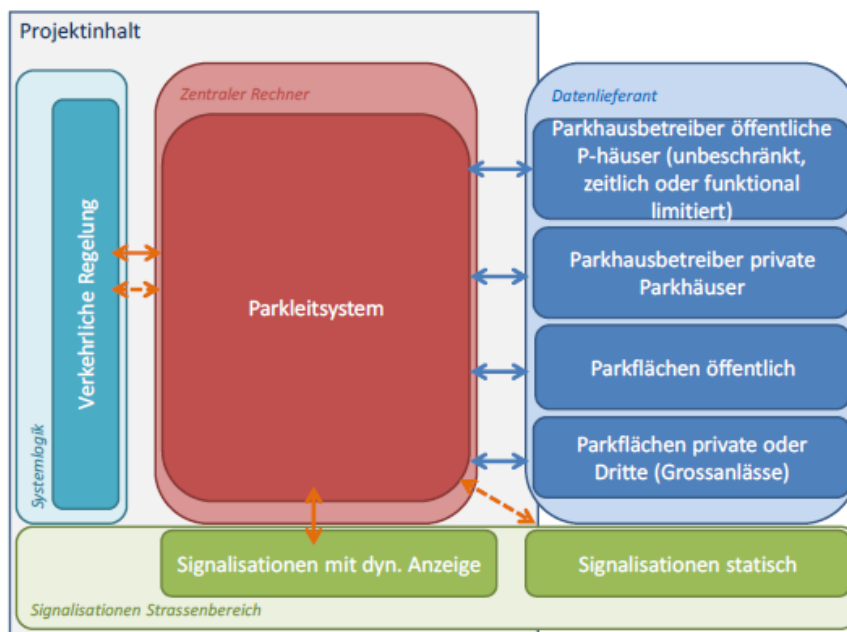 Projektinhalt
Zentraler Rechner
Datenlieferant
Verkehrliche Regelung
Systemlogik
Parkleitsystem
Parkhausbetreiber öffentliche
P-häuser (unbeschränkt,
zeitlich oder funktional
limitiert)
Parkhausbetreiber private
Parkhäuser
Parkflächen öffentlich
Parkflächen private oder
Dritte (Grossanlässe)
Signalisationen mit dyn. Anzeige
Signalisationen statisch
Signalisationen Strassenbereich